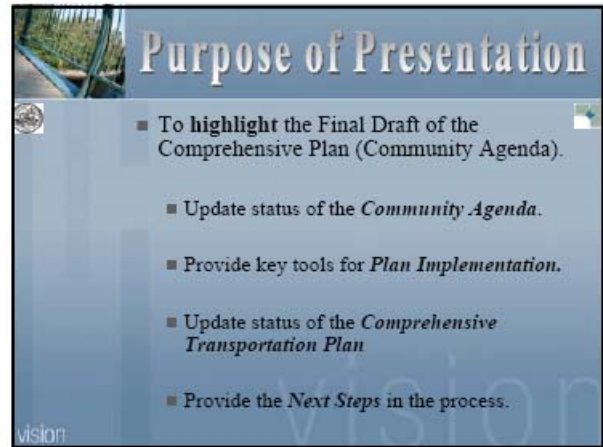 Purpose of Presentation
■ To highlight the Final Draft of the
Comprehensive Plan (Community Agenda).
■ Update status of the Community Agenda.
■ Provide key tools for Plan Implementation.
■ Update status of the Comprehensive
Transportation Plan
■ Provide the Next Steps in the process.
vision
vision